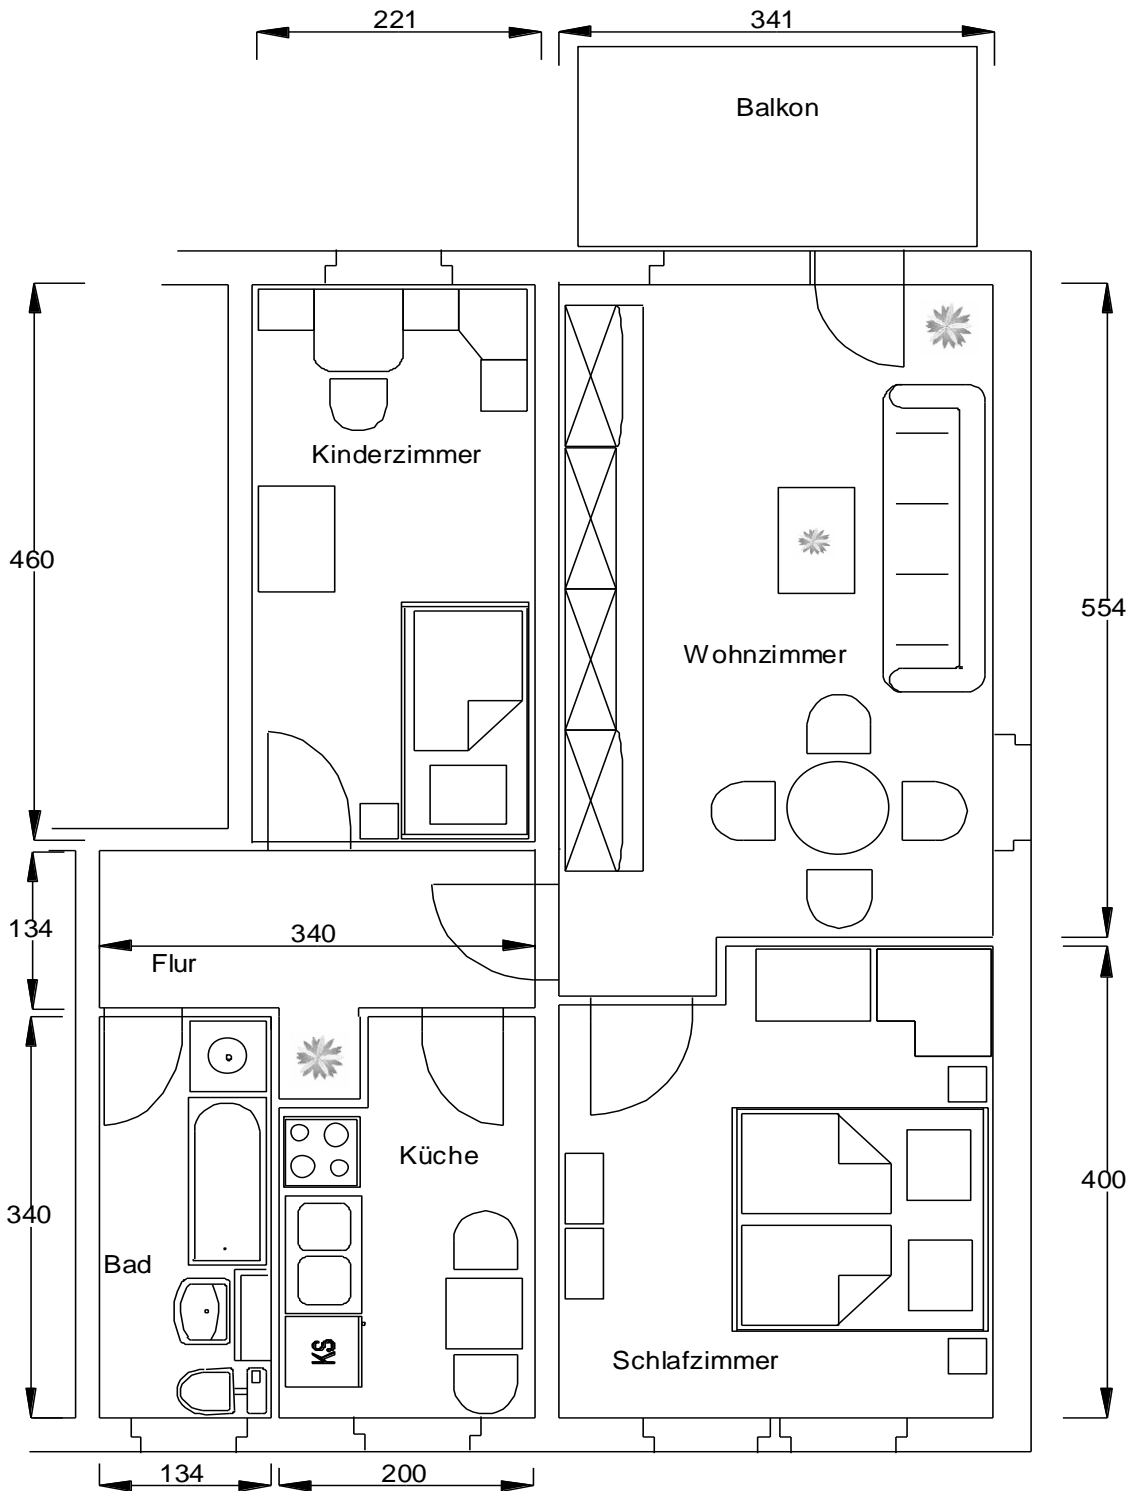 221
341
Balkon
Kinderzimmer
460
554
Wohnzimmer
134
340
Flur
Küche
400
340
Bad
KS
Schlafzimmer
134
200